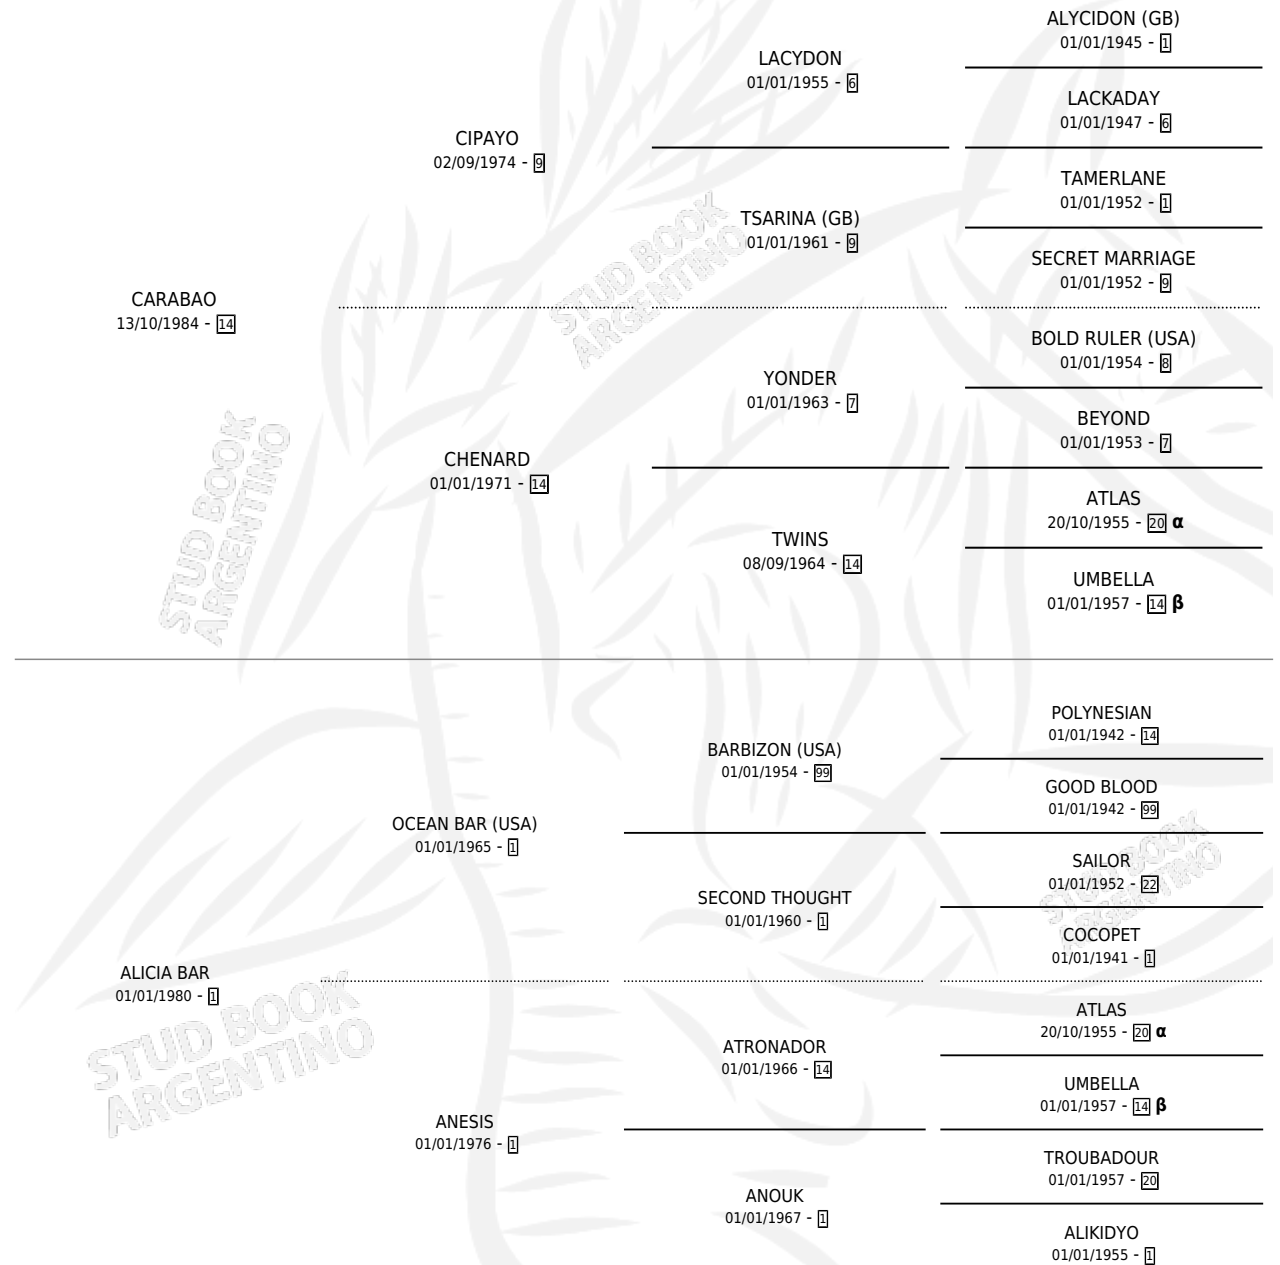 ALYCIDON (GB)
01/01/1945 - 1
LACYDON
01/01/1955 - 6
LACKADAY
01/01/1947 - 6
CIPAYO
02/09/1974 - 9
TAMERLANE
01/01/1952 - 1
TSARINA (GB)
01/01/1961 - 9
SECRET MARRIAGE
01/01/1952 - 9
STUD BOOK
ARGENTINO
CARABAO
13/10/1984 - 14
BOLD RULER (USA)
01/01/1954 - 8
YONDER
01/01/1963 - 7
BEYOND
01/01/1953 - 7
CHENARD
01/01/1971 - 14
ATLAS
20/10/1955 - 20 α
TWINS
08/09/1964 - 14
UMBELLA
01/01/1957 - 14 β
STUD BOOK
ARGENTINO
POLYNESIAN
01/01/1942 - 14
BARBIZON (USA)
01/01/1954 - 99
GOOD BLOOD
01/01/1942 - 99
OCEAN BAR (USA)
01/01/1965 - 1
SAILOR
01/01/1952 - 22
SECOND THOUGHT
01/01/1960 - 1
COCOPET
01/01/1941 - 1
STUD BOOK
ARGENTINO
ALICIA BAR
01/01/1980 - 1
ATLAS
20/10/1955 - 20 α
ATRONADOR
01/01/1966 - 14
UMBELLA
01/01/1957 - 14 β
STUD BOOK
ARGENTINO
ANESIS
01/01/1976 - 1
TROUBADOUR
01/01/1957 - 20
ANOUK
01/01/1967 - 1
ALIKIDYO
01/01/1955 - 1